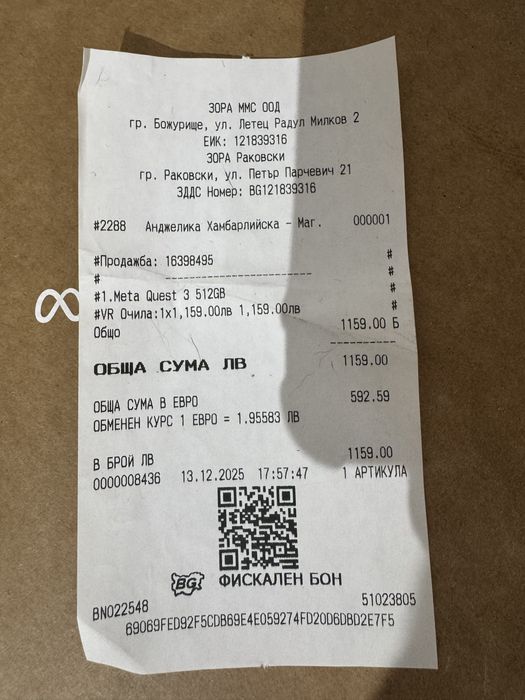 ЗОРА ММС ООД
гр. Божурище, ул. Летец Радул Милков 2
ЕИК: 121839316
ЗОРА Раковски
гр. Раковски, ул. Петър Парчевич 21
ЗДДС Номер: BG121839316
#2288 Анджелика Хамбарлийска - Маг. 000001
#Продажба: 16398495 #
# ------------------------ #
#1.Meta Quest 3 512GB #
#VR Очила:1x1,159.00лв 1,159.00лв #
Общо 1159.00 Б
-----------
ОБЩА СУМА ЛВ 1159.00
ОБЩА СУМА В ЕВРО 592.59
ОБМЕНЕН КУРС 1 ЕВРО = 1.95583 ЛВ
В БРОЙ ЛВ 1159.00
0000008436 13.12.2025 17:57:47 1 АРТИКУЛА
BG ФИСКАЛЕН БОН
BN022548 51023805
69069FED92F5CDB69E4E059274FD20D6DBD2E7F5